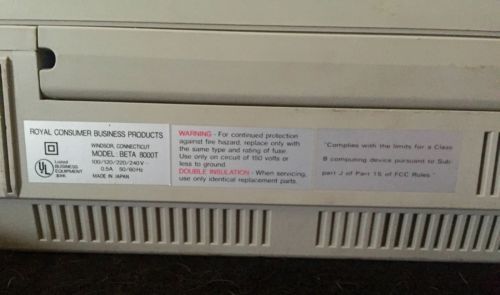 ROYAL CONSUMER BUSINESS PRODUCTS
WINDSOR, CONNECTICUT
MODEL: BETA 8000T
100/120/220/240V~
0.5A 50/60Hz
MADE IN JAPAN
UL
LISTED
BUSINESS
EQUIPMENT
WARNING - For continued protection
against fire hazard, replace only with
the same type and rating of fuse.
Use only on circuit of 150 volts or
less to ground.
DOUBLE INSULATION - When servicing,
use only identical replacement parts.
"Complies with the limits for a Class
B computing device pursuant to Sub-
part J of Part 15 of FCC Rules."